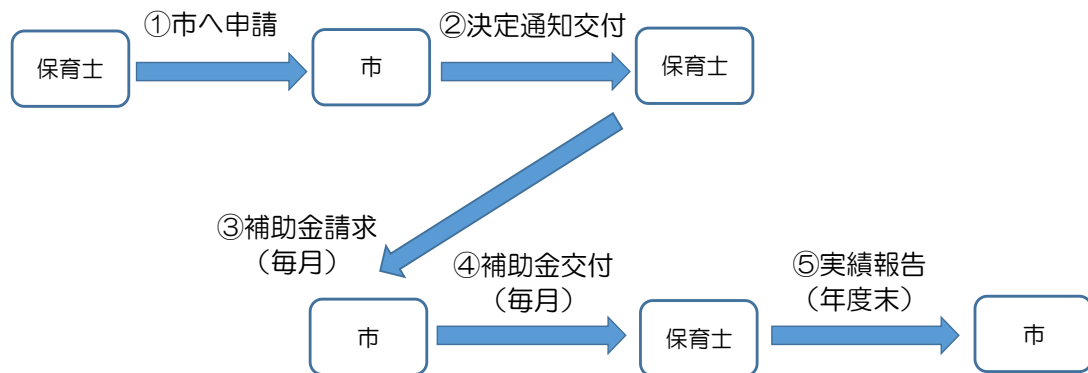 ①市へ申請
②決定通知交付
保育士
市
保育士
③補助金請求
（毎月）
④補助金交付
（毎月）
⑤実績報告
（年度末）
市
保育士
市